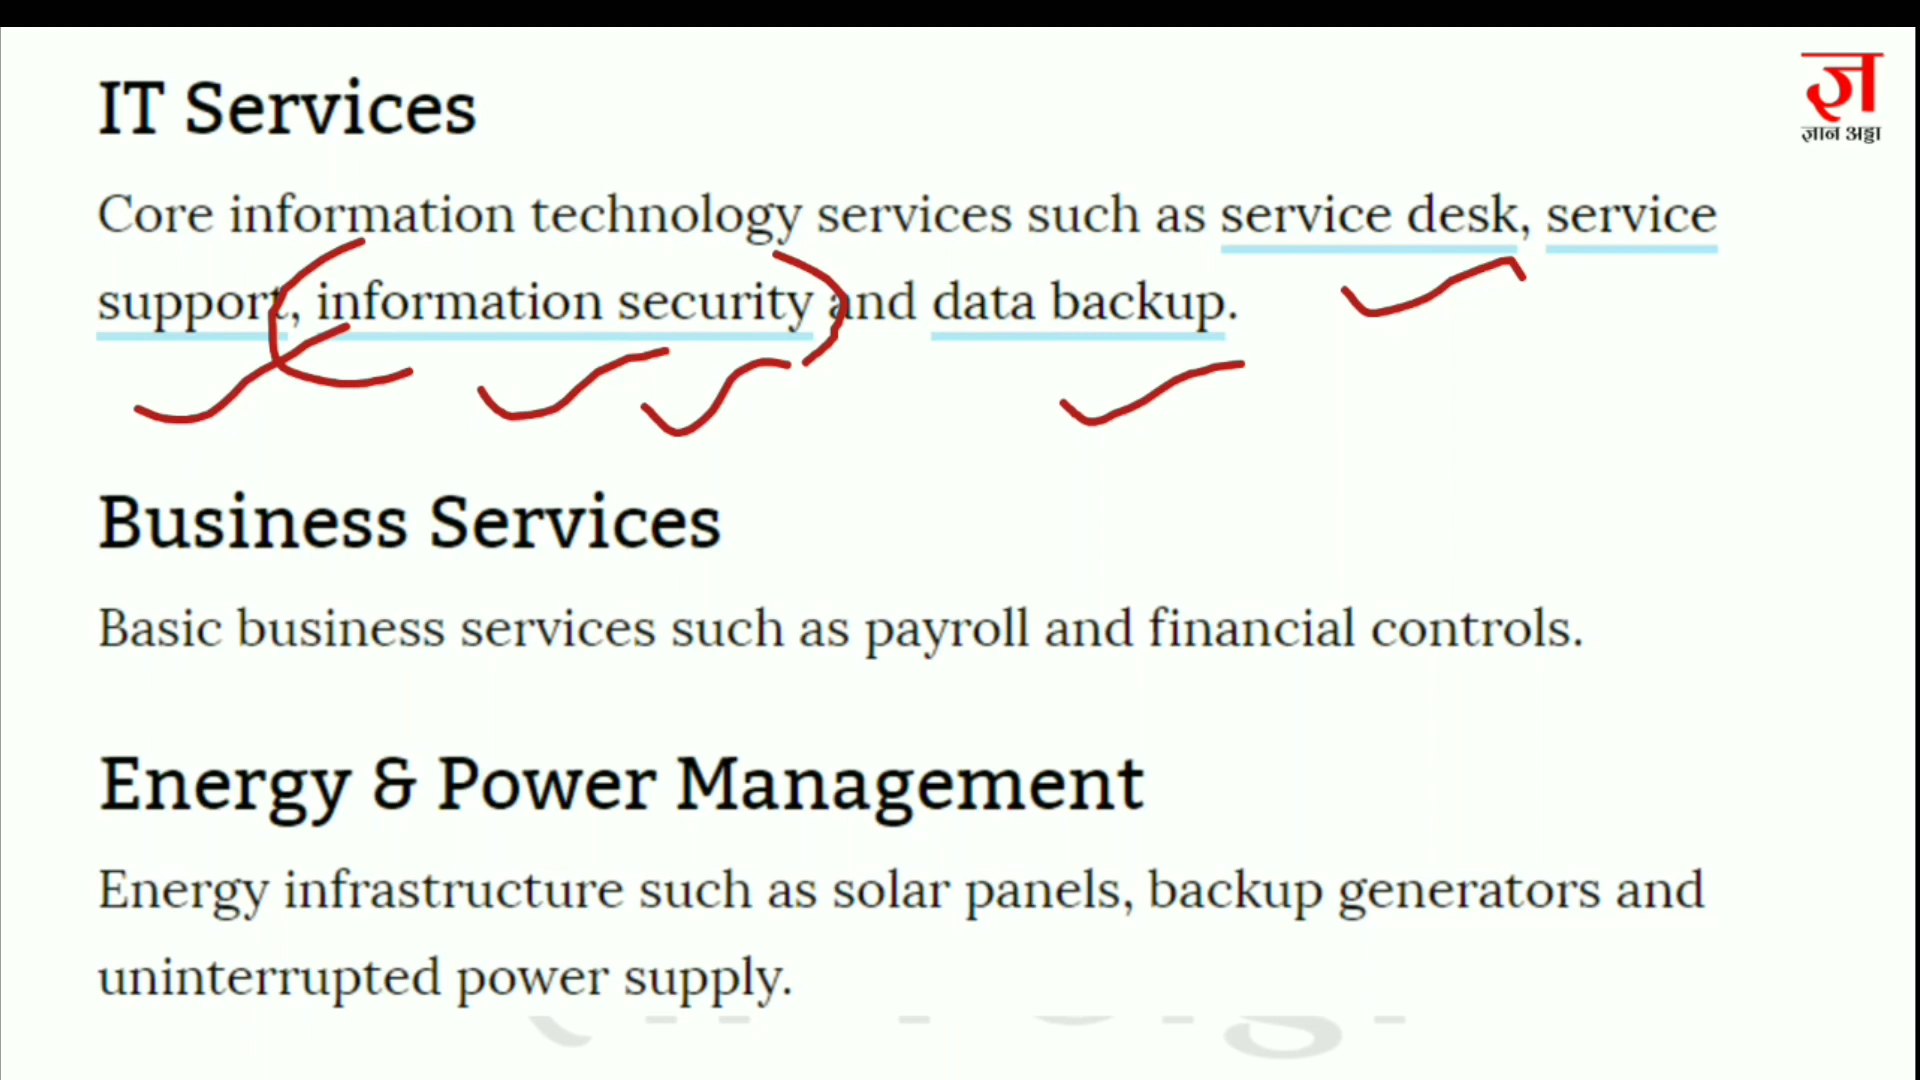 ज्ञ
ज्ञान अड्डा
IT Services
Core information technology services such as service desk, service
support, information security and data backup.
Business Services
Basic business services such as payroll and financial controls.
Energy & Power Management
Energy infrastructure such as solar panels, backup generators and
uninterrupted power supply.